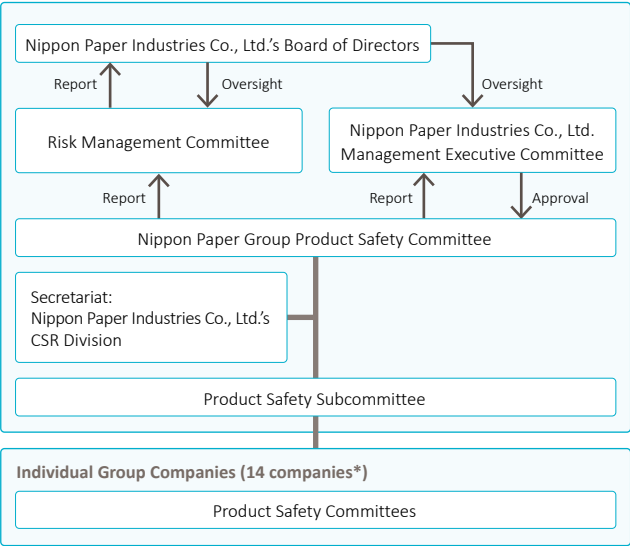 Nippon Paper Industries Co., Ltd.'s Board of Directors
Report
Oversight
Oversight
Risk Management Committee
Nippon Paper Industries Co., Ltd.
Management Executive Committee
Report
Report
Approval
Nippon Paper Group Product Safety Committee
Secretariat:
Nippon Paper Industries Co., Ltd.'s
CSR Division
Product Safety Subcommittee
Individual Group Companies (14 companies*)
Product Safety Committees